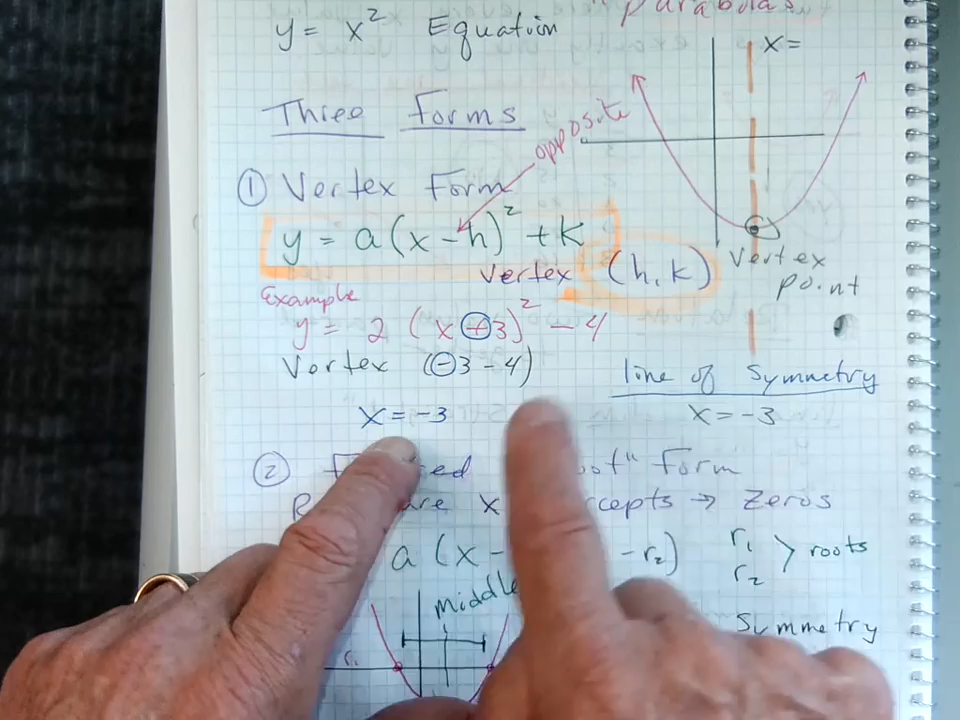 "Parabolas"
y = x² Equation
x =
Three Forms
opposite
① Vertex Form
y = a(x - h)² + k
Vertex (h, k)
Vertex
point
Example
y = 2 (x + 3)² - 4
Vertex (-3 - 4)
line of Symmetry
x = -3
x = -3
② Form
are x → Zeros
a (x - - r₂)
r₁
r₂ > roots
middle
Symmetry
r₁